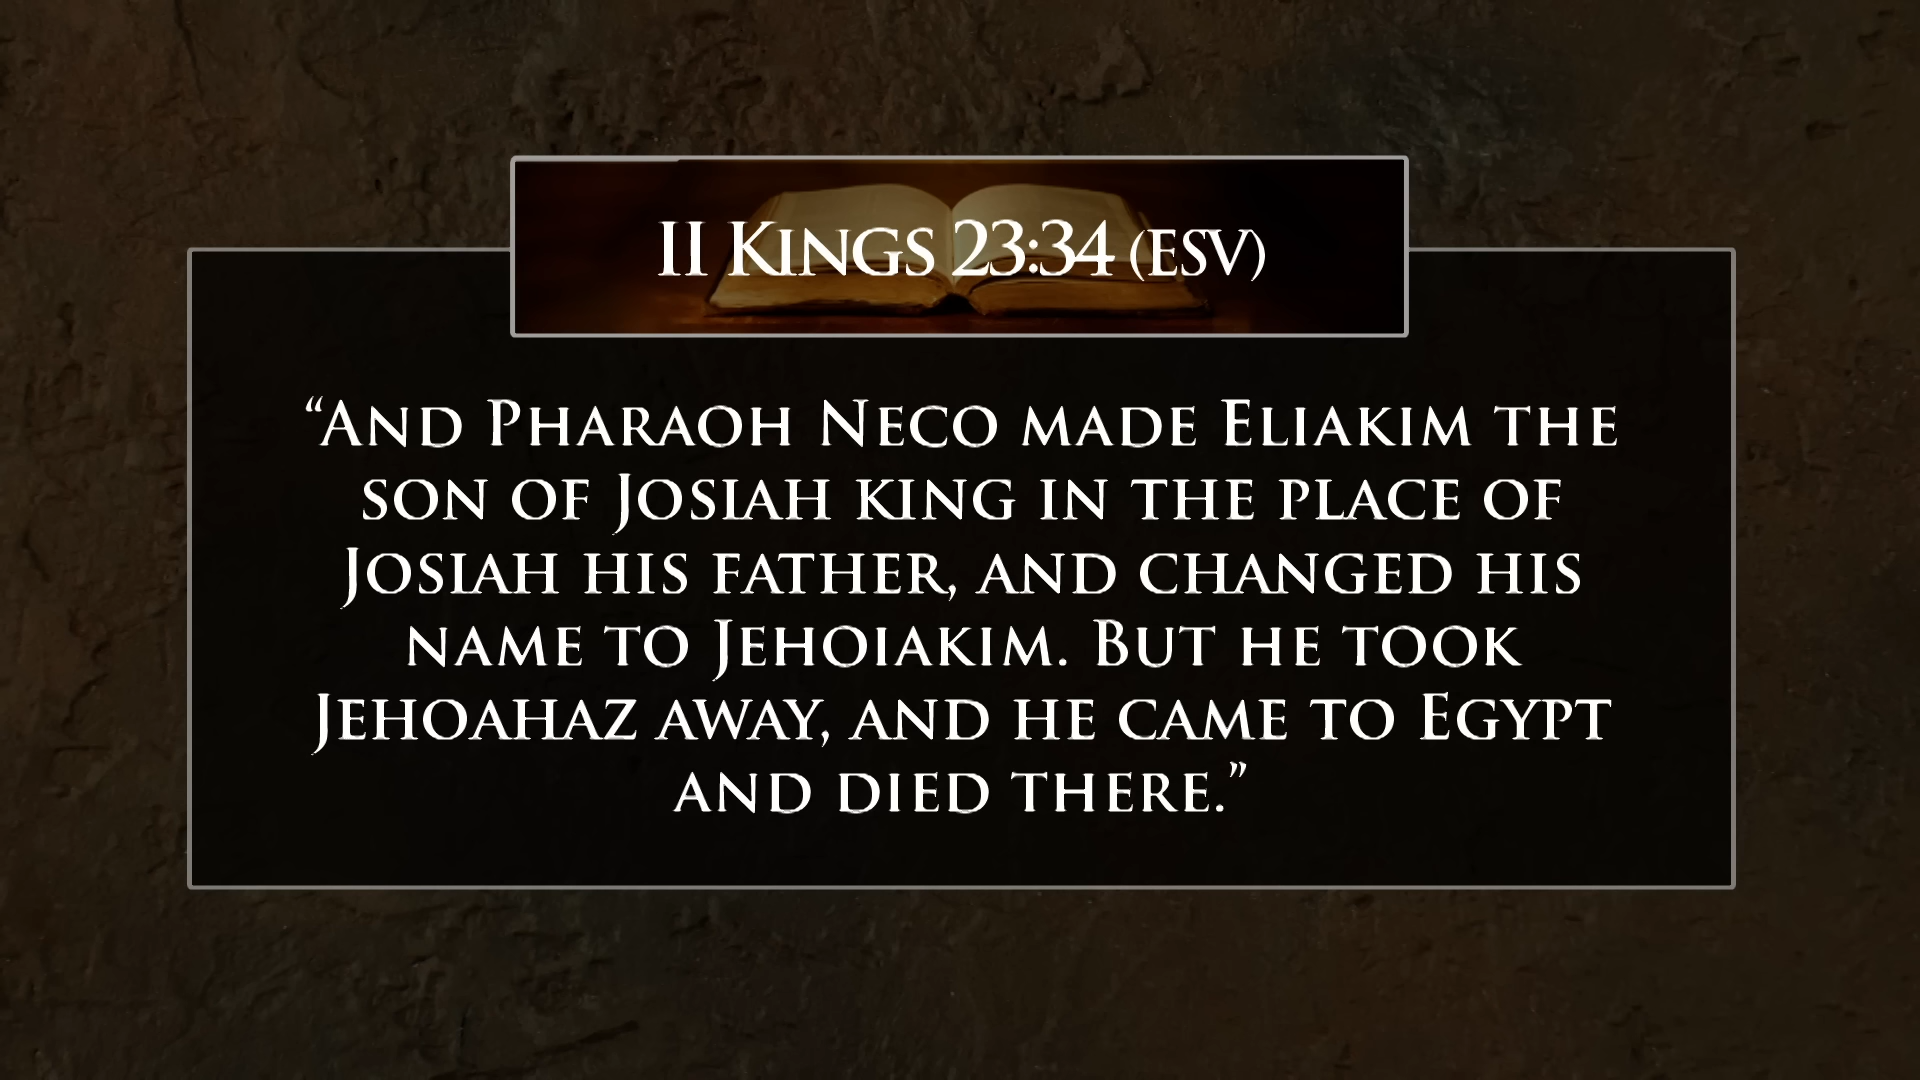 II Kings 23:34 (ESV)
“And Pharaoh Neco made Eliakim the
son of Josiah king in the place of
Josiah his father, and changed his
name to Jehoiakim. But he took
Jehoahaz away, and he came to Egypt
and died there.”